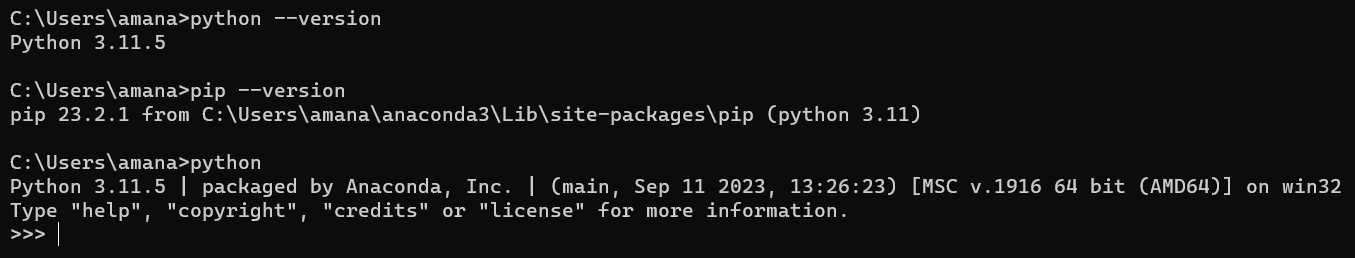 C:\Users\amana>python --version
Python 3.11.5
C:\Users\amana>pip --version
pip 23.2.1 from C:\Users\amana\anaconda3\Lib\site-packages\pip (python 3.11)
C:\Users\amana>python
Python 3.11.5 | packaged by Anaconda, Inc. | (main, Sep 11 2023, 13:26:23) [MSC v.1916 64 bit (AMD64)] on win32
Type "help", "copyright", "credits" or "license" for more information.
>>>